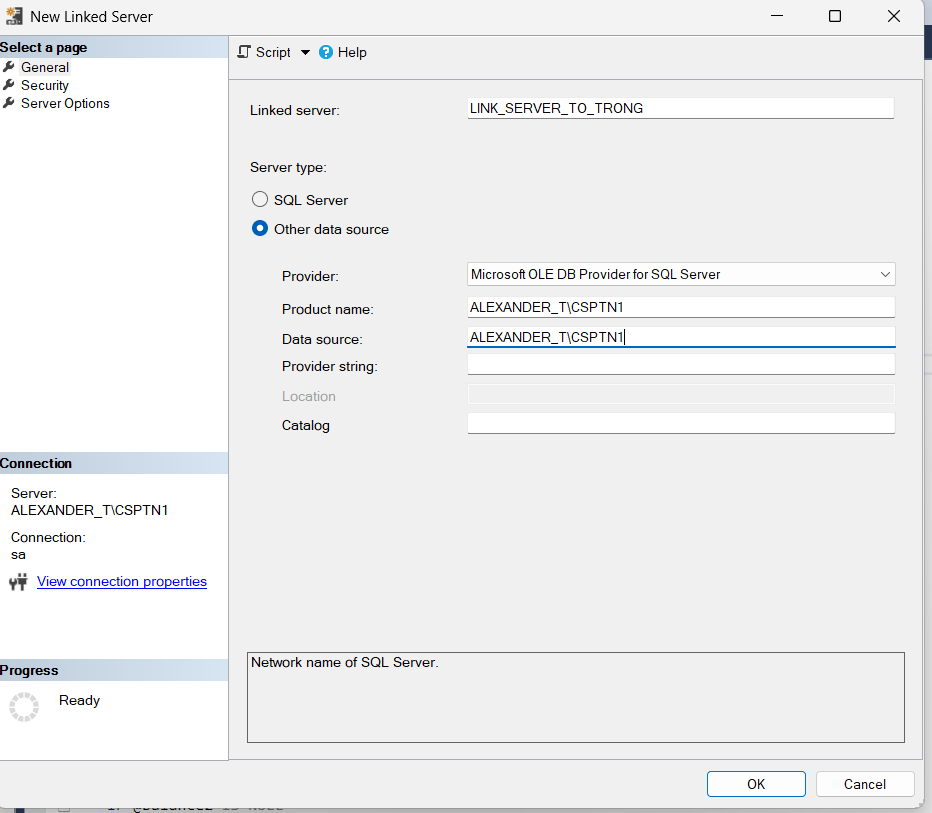 New Linked Server
Select a page
General
Security
Server Options
Script
Help
Linked server:
LINK_SERVER_TO_TRONG
Server type:
SQL Server
Other data source
Provider:
Microsoft OLE DB Provider for SQL Server
Product name:
ALEXANDER_T\CSPTN1
Data source:
ALEXANDER_T\CSPTN1
Provider string:
Location
Catalog
Connection
Server:
ALEXANDER_T\CSPTN1
Connection:
sa
View connection properties
Progress
Ready
Network name of SQL Server.
OK
Cancel